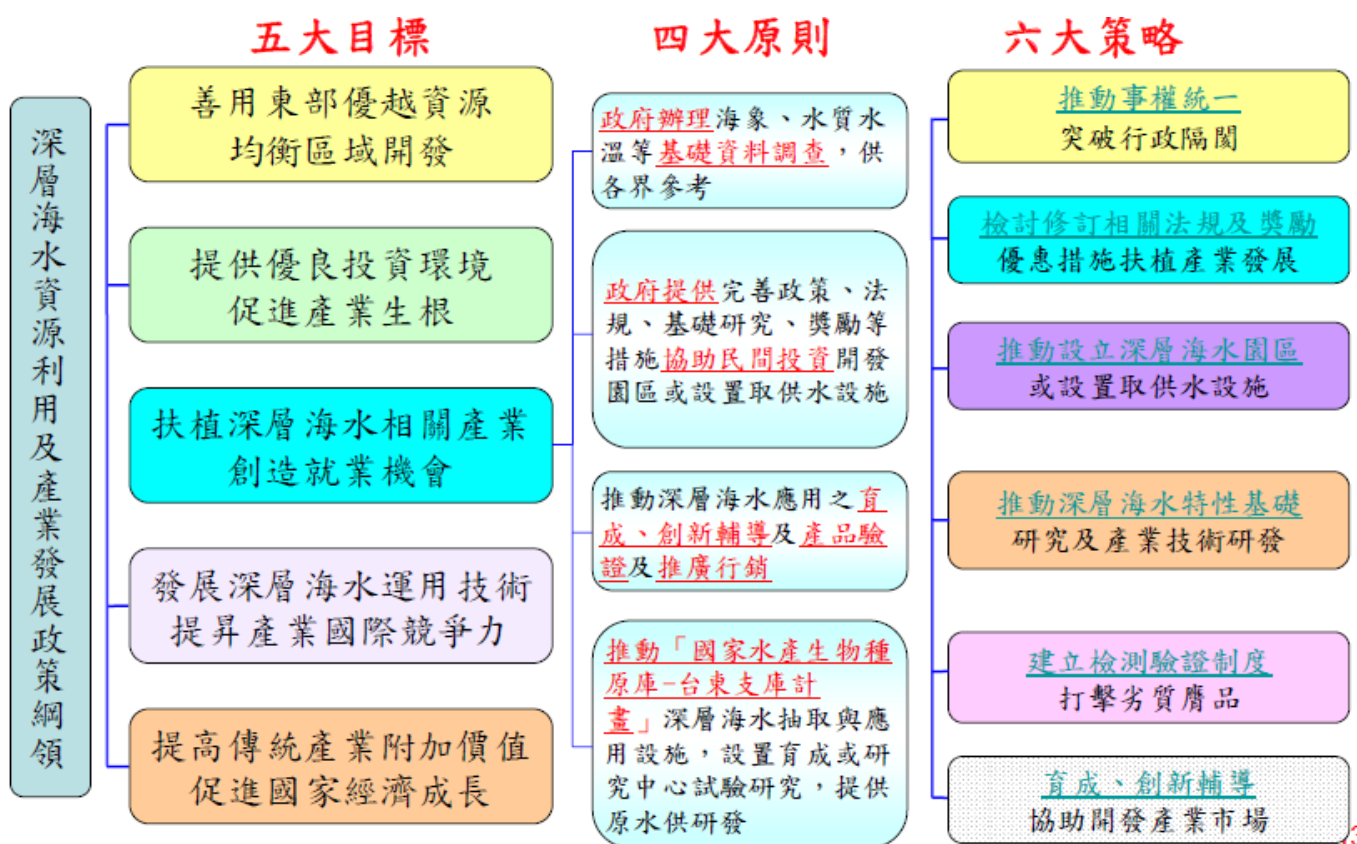 五大目標
四大原則
六大策略
深層海水資源利用及產業發展政策綱領
善用東部優越資源
均衡區域開發
提供優良投資環境
促進產業生根
扶植深層海水相關產業
創造就業機會
發展深層海水運用技術
提昇產業國際競爭力
提高傳統產業附加價值
促進國家經濟成長
政府辦理海象、水質水
溫等基礎資料調查,供
各界參考
政府提供完善政策、法
規、基礎研究、獎勵等
措施協助民間投資開發
園區或設置取供水設施
推動深層海水應用之育
成、創新輔導及產品驗
證及推廣行銷
推動「國家水產生物種
原庫-台東支庫計
畫」深層海水抽取與應
用設施,設置育成或研
究中心試驗研究,提供
原水供研發
推動事權統一
突破行政隔閡
檢討修訂相關法規及獎勵
優惠措施扶植產業發展
推動設立深層海水園區
或設置取供水設施
推動深層海水特性基礎
研究及產業技術研發
建立檢測驗證制度
打擊劣質膺品
育成、創新輔導
協助開發產業市場